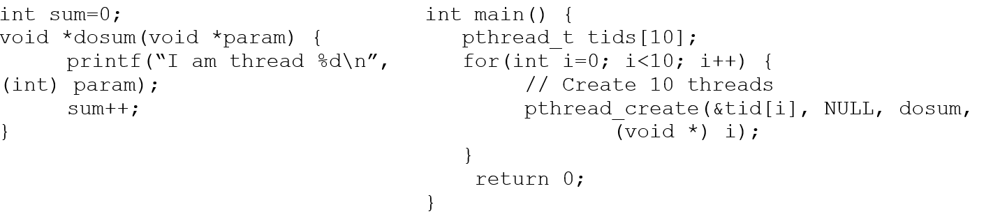 int sum=0;
void *dosum(void *param) {
printf(“I am thread %d\n”,
(int) param);
sum++;
}
int main() {
pthread_t tids[10];
for(int i=0; i<10; i++) {
// Create 10 threads
pthread_create(&tid[i], NULL, dosum,
(void *) i);
}
return 0;
}